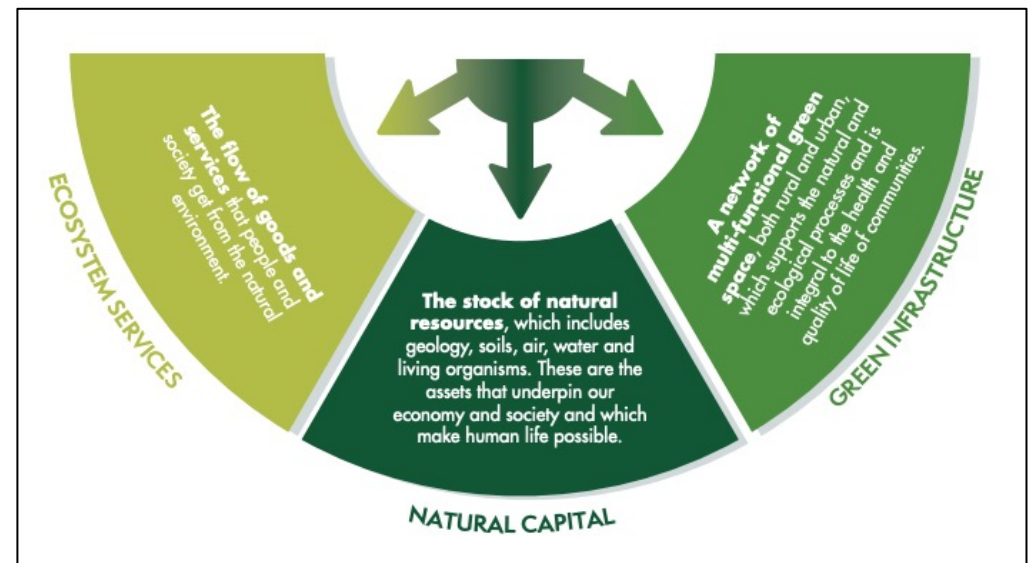 ECOSYSTEM SERVICES
The flow of goods and
services that people and
society get from the natural
environment.
NATURAL CAPITAL
The stock of natural
resources, which includes
geology, soils, air, water and
living organisms. These are the
assets that underpin our
economy and society and which
make human life possible.
GREEN INFRASTRUCTURE
A network of
multi-functional green
space, both rural and urban,
which supports the natural and
ecological processes and is
integral to the health and
quality of life of communities.